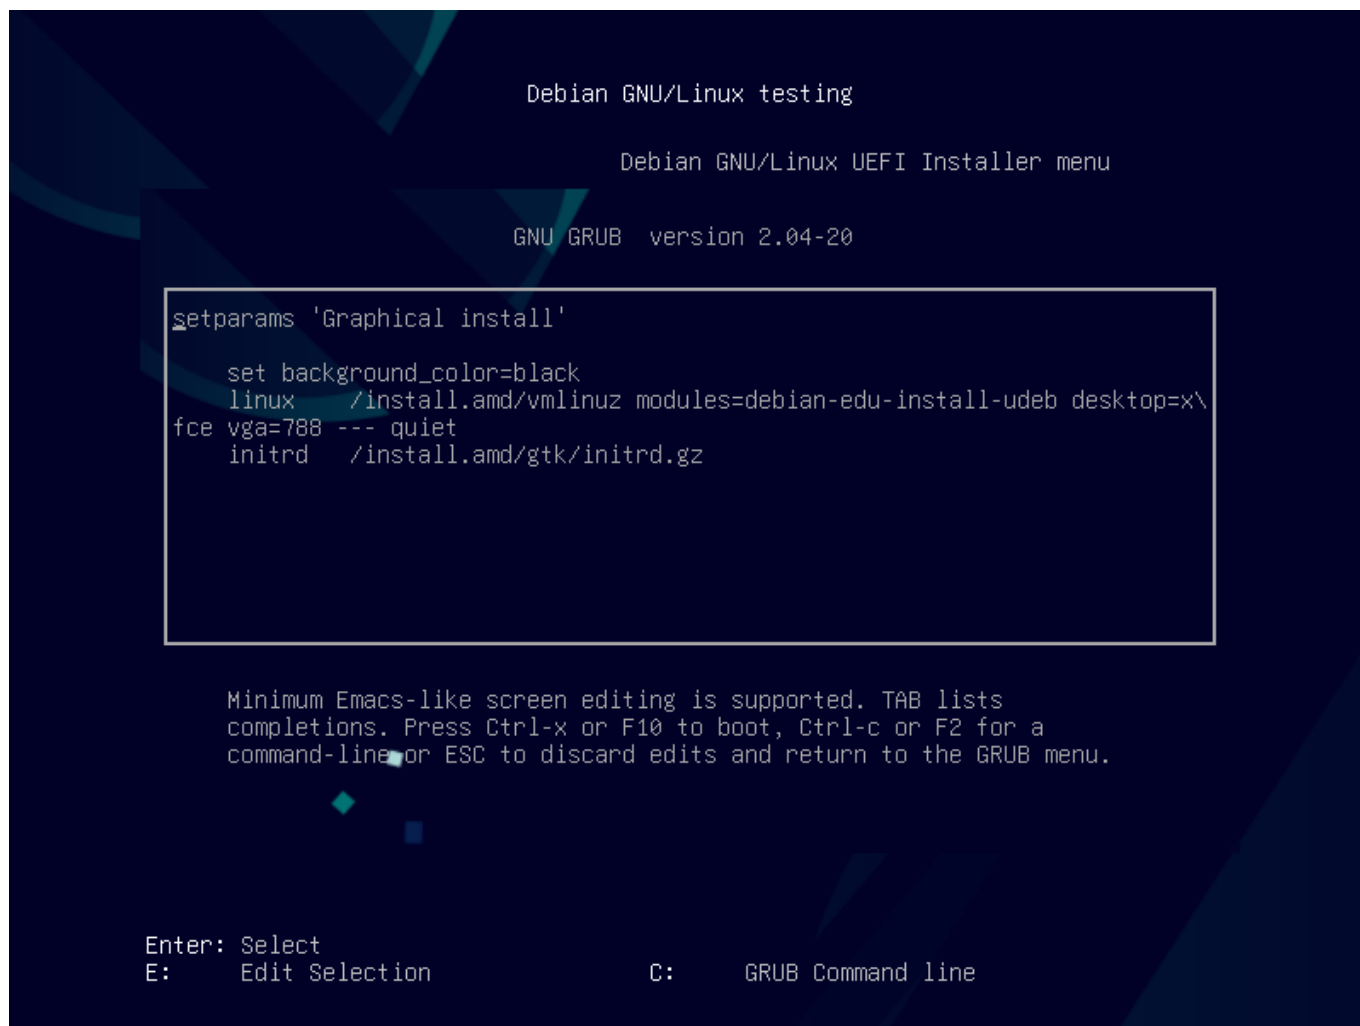 Debian GNU/Linux testing
Debian GNU/Linux UEFI Installer menu
GNU GRUB  version 2.04-20
setparams 'Graphical install'
    set background_color=black
    linux    /install.amd/vmlinuz modules=debian-edu-install-udeb desktop=x\
fce vga=788 --- quiet
    initrd   /install.amd/gtk/initrd.gz
Minimum Emacs-like screen editing is supported. TAB lists
completions. Press Ctrl-x or F10 to boot, Ctrl-c or F2 for a
command-line or ESC to discard edits and return to the GRUB menu.
Enter: Select
E:     Edit Selection                C:     GRUB Command line